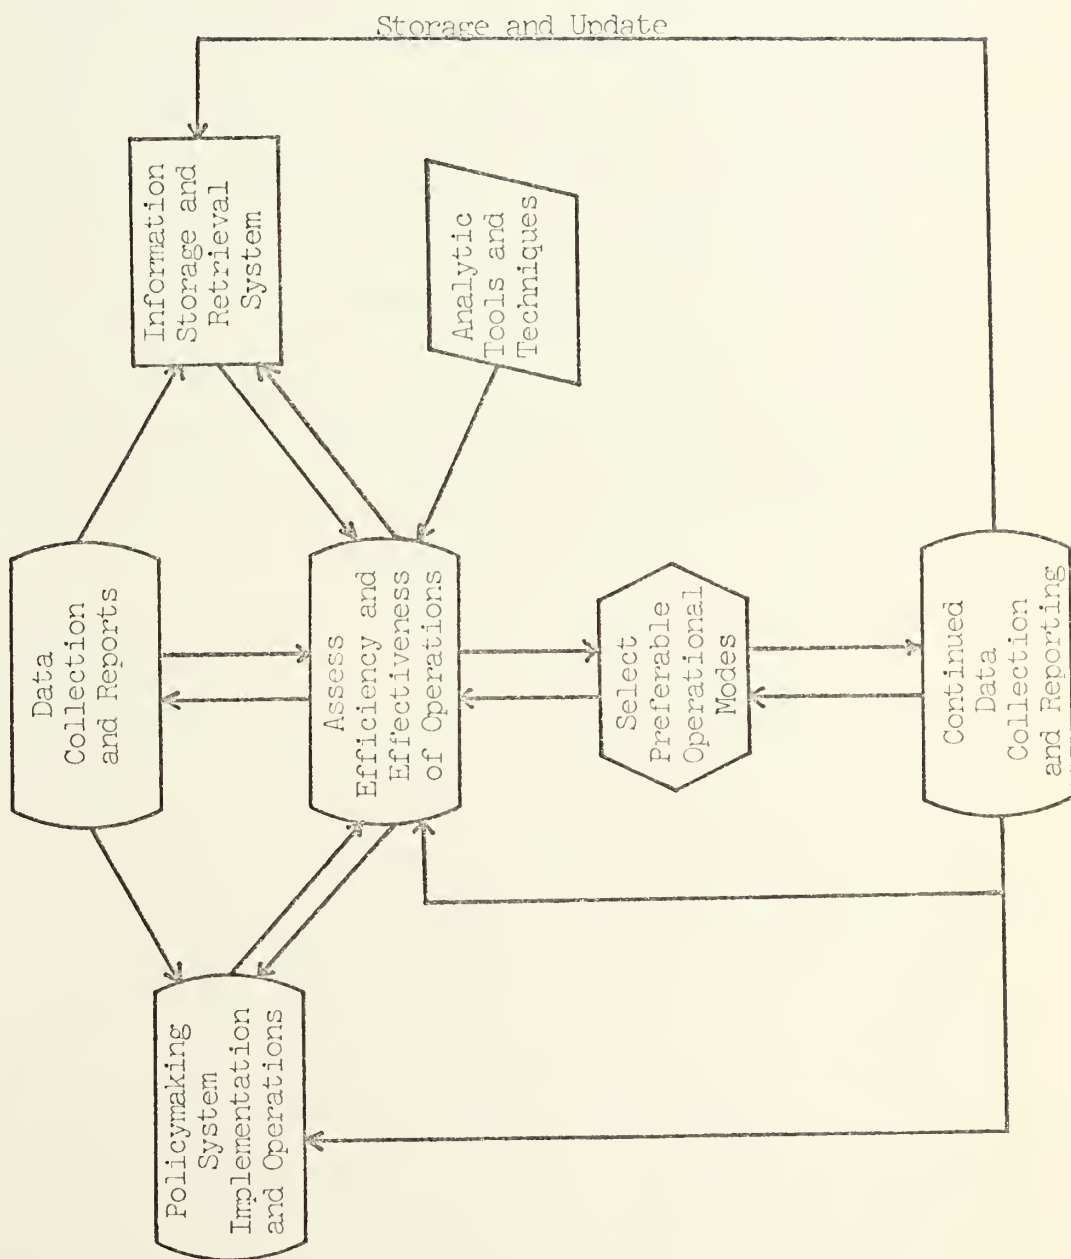 Storage and Update
Data
Collection
and Reports
Information
Storage and
Retrieval
System
Policymaking
System
Implementation
and Operations
Assess
Efficiency and
Effectiveness
of Operations
Analytic
Tools and
Techniques
Select
Preferable
Operational
Modes
Continued
Data
Collection
and Reporting